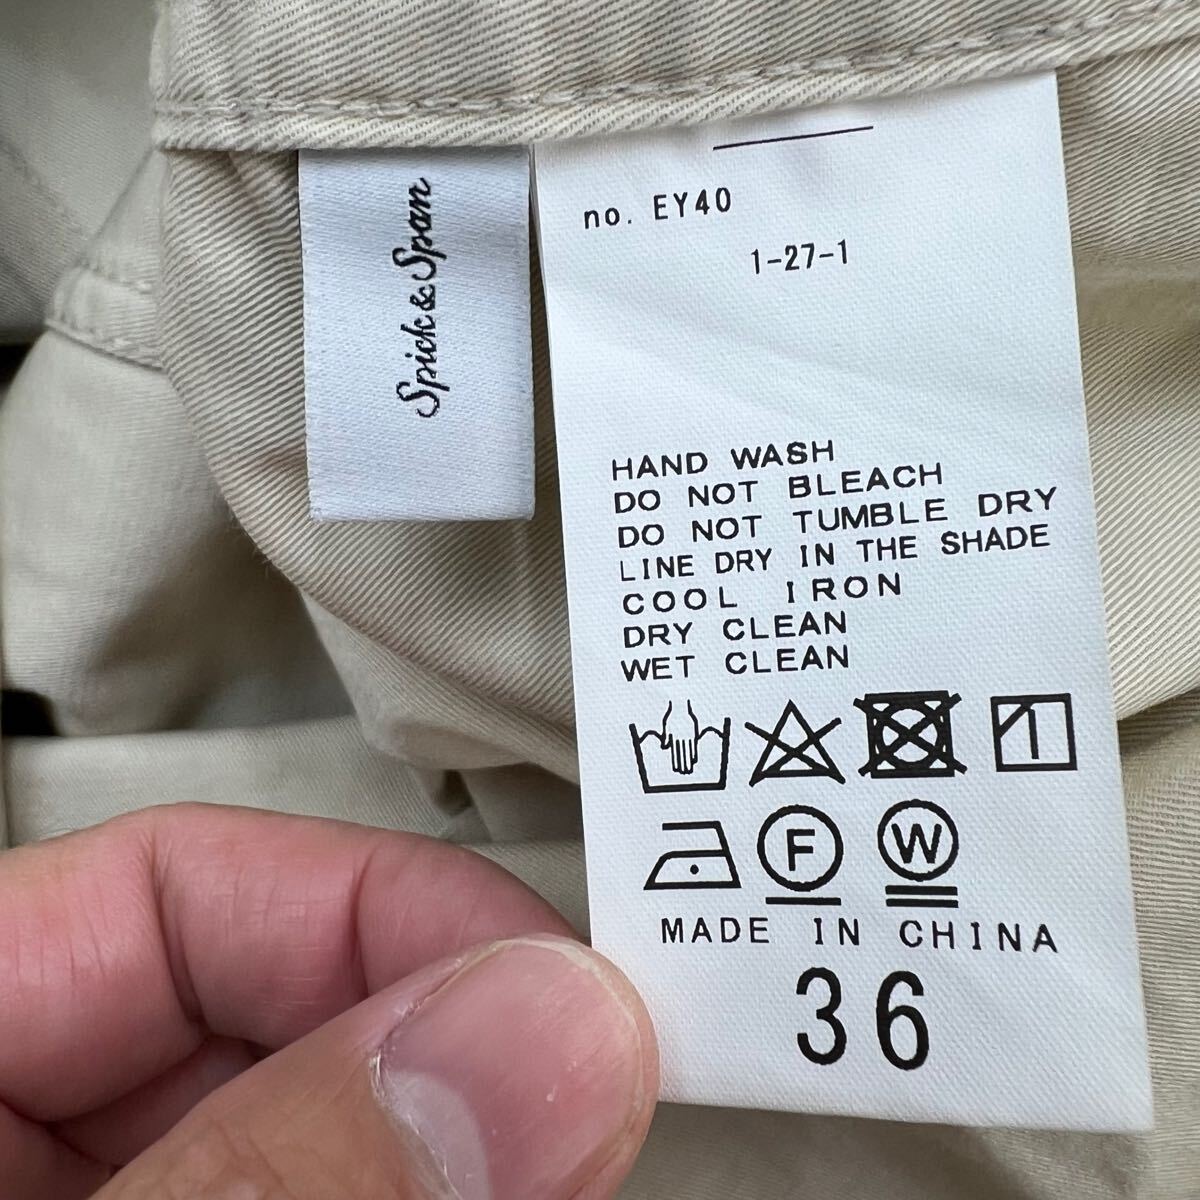 Spick & Span
no. EY40
1-27-1
HAND WASH
DO NOT BLEACH
DO NOT TUMBLE DRY
LINE DRY IN THE SHADE
COOL IRON
DRY CLEAN
WET CLEAN
F W
MADE IN CHINA
36